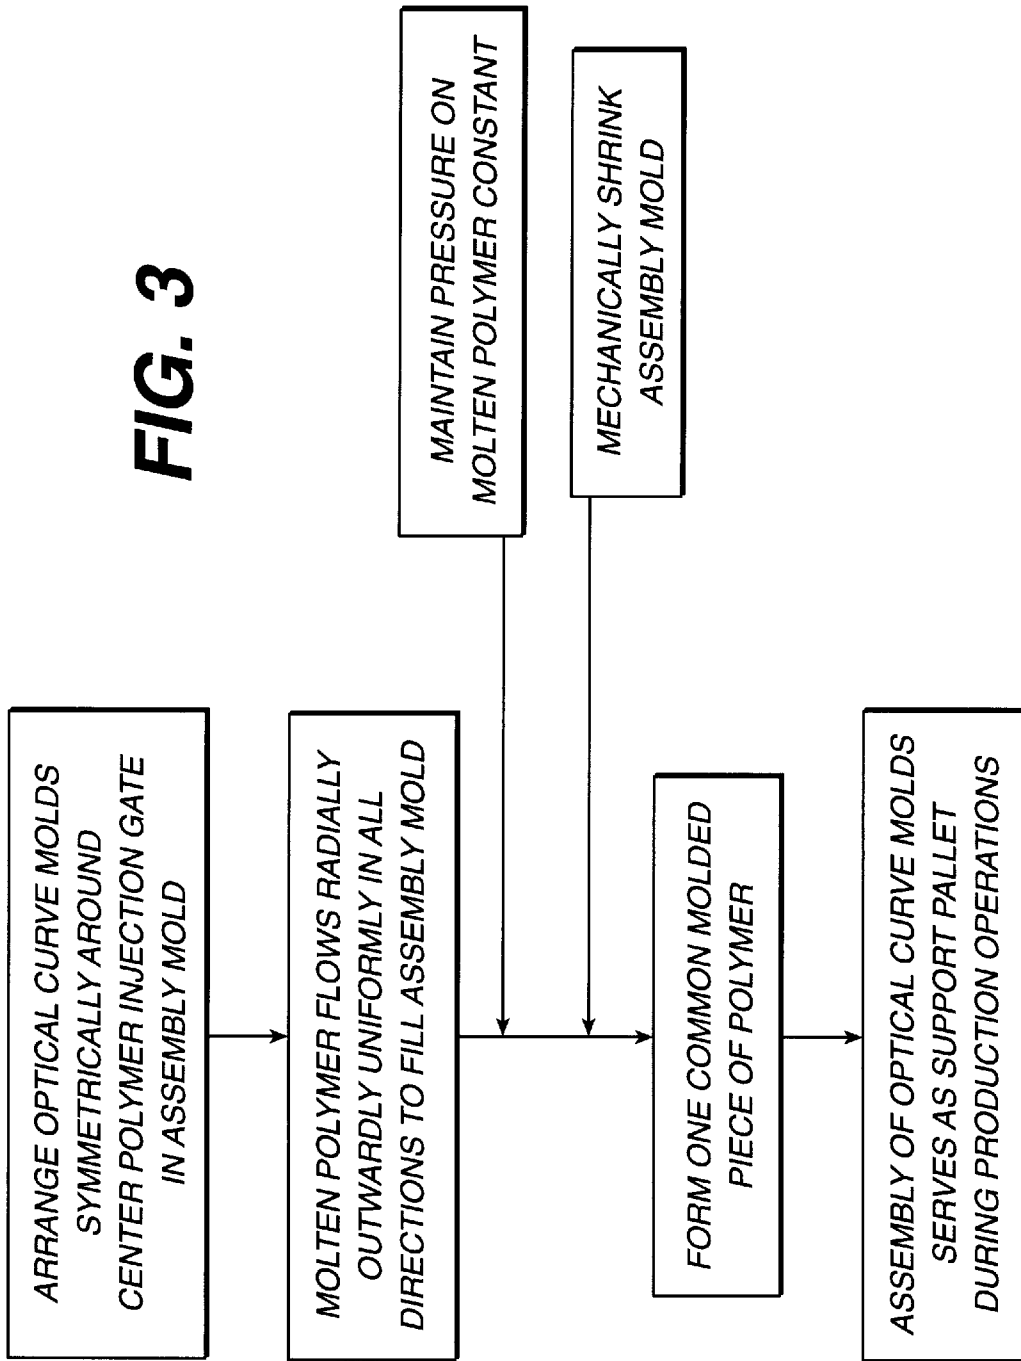 FIG. 3
ARRANGE OPTICAL CURVE MOLDS
SYMMETRICALLY AROUND
CENTER POLYMER INJECTION GATE
IN ASSEMBLY MOLD
MOLTEN POLYMER FLOWS RADIALLY
OUTWARDLY UNIFORMLY IN ALL
DIRECTIONS TO FILL ASSEMBLY MOLD
MAINTAIN PRESSURE ON
MOLTEN POLYMER CONSTANT
MECHANICALLY SHRINK
ASSEMBLY MOLD
FORM ONE COMMON MOLDED
PIECE OF POLYMER
ASSEMBLY OF OPTICAL CURVE MOLDS
SERVES AS SUPPORT PALLET
DURING PRODUCTION OPERATIONS